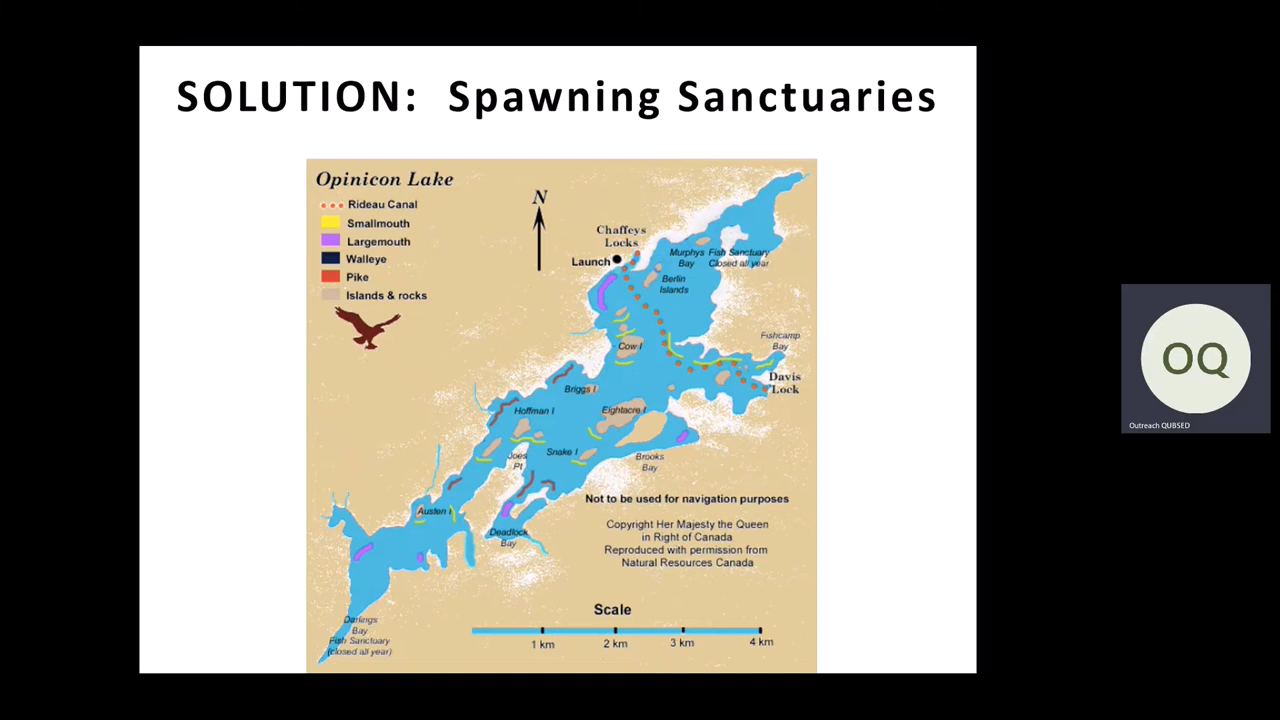 SOLUTION: Spawning Sanctuaries
Opinicon Lake
Rideau Canal
Smallmouth
Largemouth
Walleye
Pike
Islands & rocks
N
Chaffeys
Locks
Launch
Murphys
Bay
Fish Sanctuary
Closed all year
Berlin
Islands
Cow I
Fishcamp
Bay
Davis
Lock
Briggs I
Hoffman I
Eightacre I
Joes
Pt
Snake I
Brooks
Bay
Austen I
Deadlock
Bay
Not to be used for navigation purposes
Copyright Her Majesty the Queen
in Right of Canada
Reproduced with permission from
Natural Resources Canada
Darlings
Bay
Fish Sanctuary
(closed all year)
Scale
1 km
2 km
3 km
4 km
OQ
Outreach QUBSED